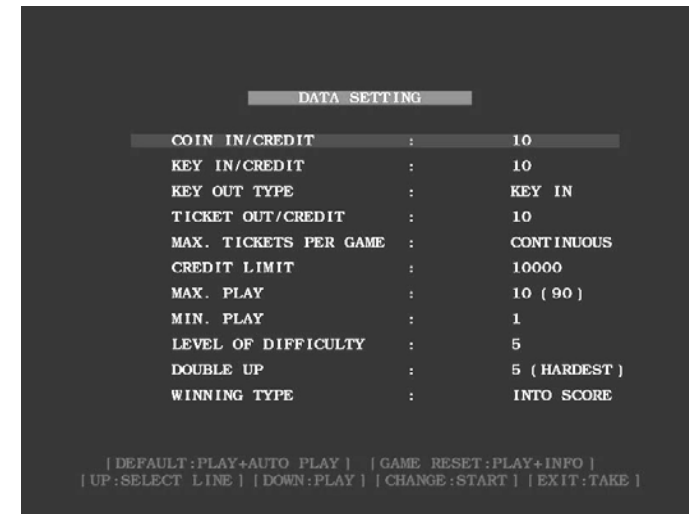 DATA SETTING
COIN IN/CREDIT : 10
KEY IN/CREDIT : 10
KEY OUT TYPE : KEY IN
TICKET OUT/CREDIT : 10
MAX. TICKETS PER GAME : CONTINUOUS
CREDIT LIMIT : 10000
MAX. PLAY : 10 (90)
MIN. PLAY : 1
LEVEL OF DIFFICULTY : 5
DOUBLE UP : 5 (HARDEST)
WINNING TYPE : INTO SCORE
[DEFAULT:PLAY+AUTO PLAY] [GAME RESET:PLAY+INFO]
[UP:SELECT LINE] [DOWN:PLAY] [CHANGE:START] [EXIT:TAKE]